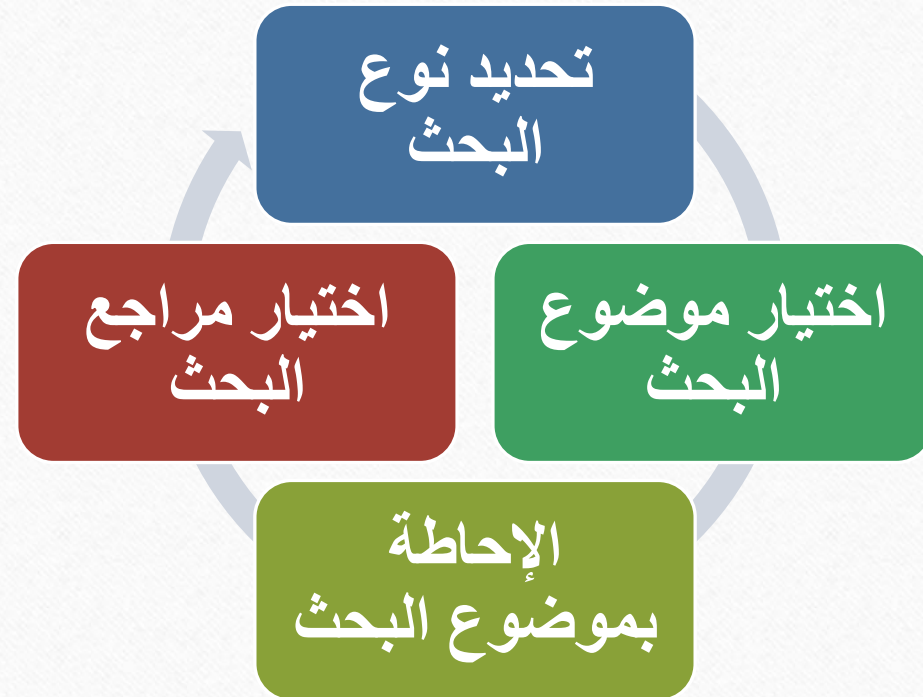 تحديد نوع
البحث
اختيار موضوع
البحث
الإحاطة
بموضوع البحث
اختيار مراجع
البحث